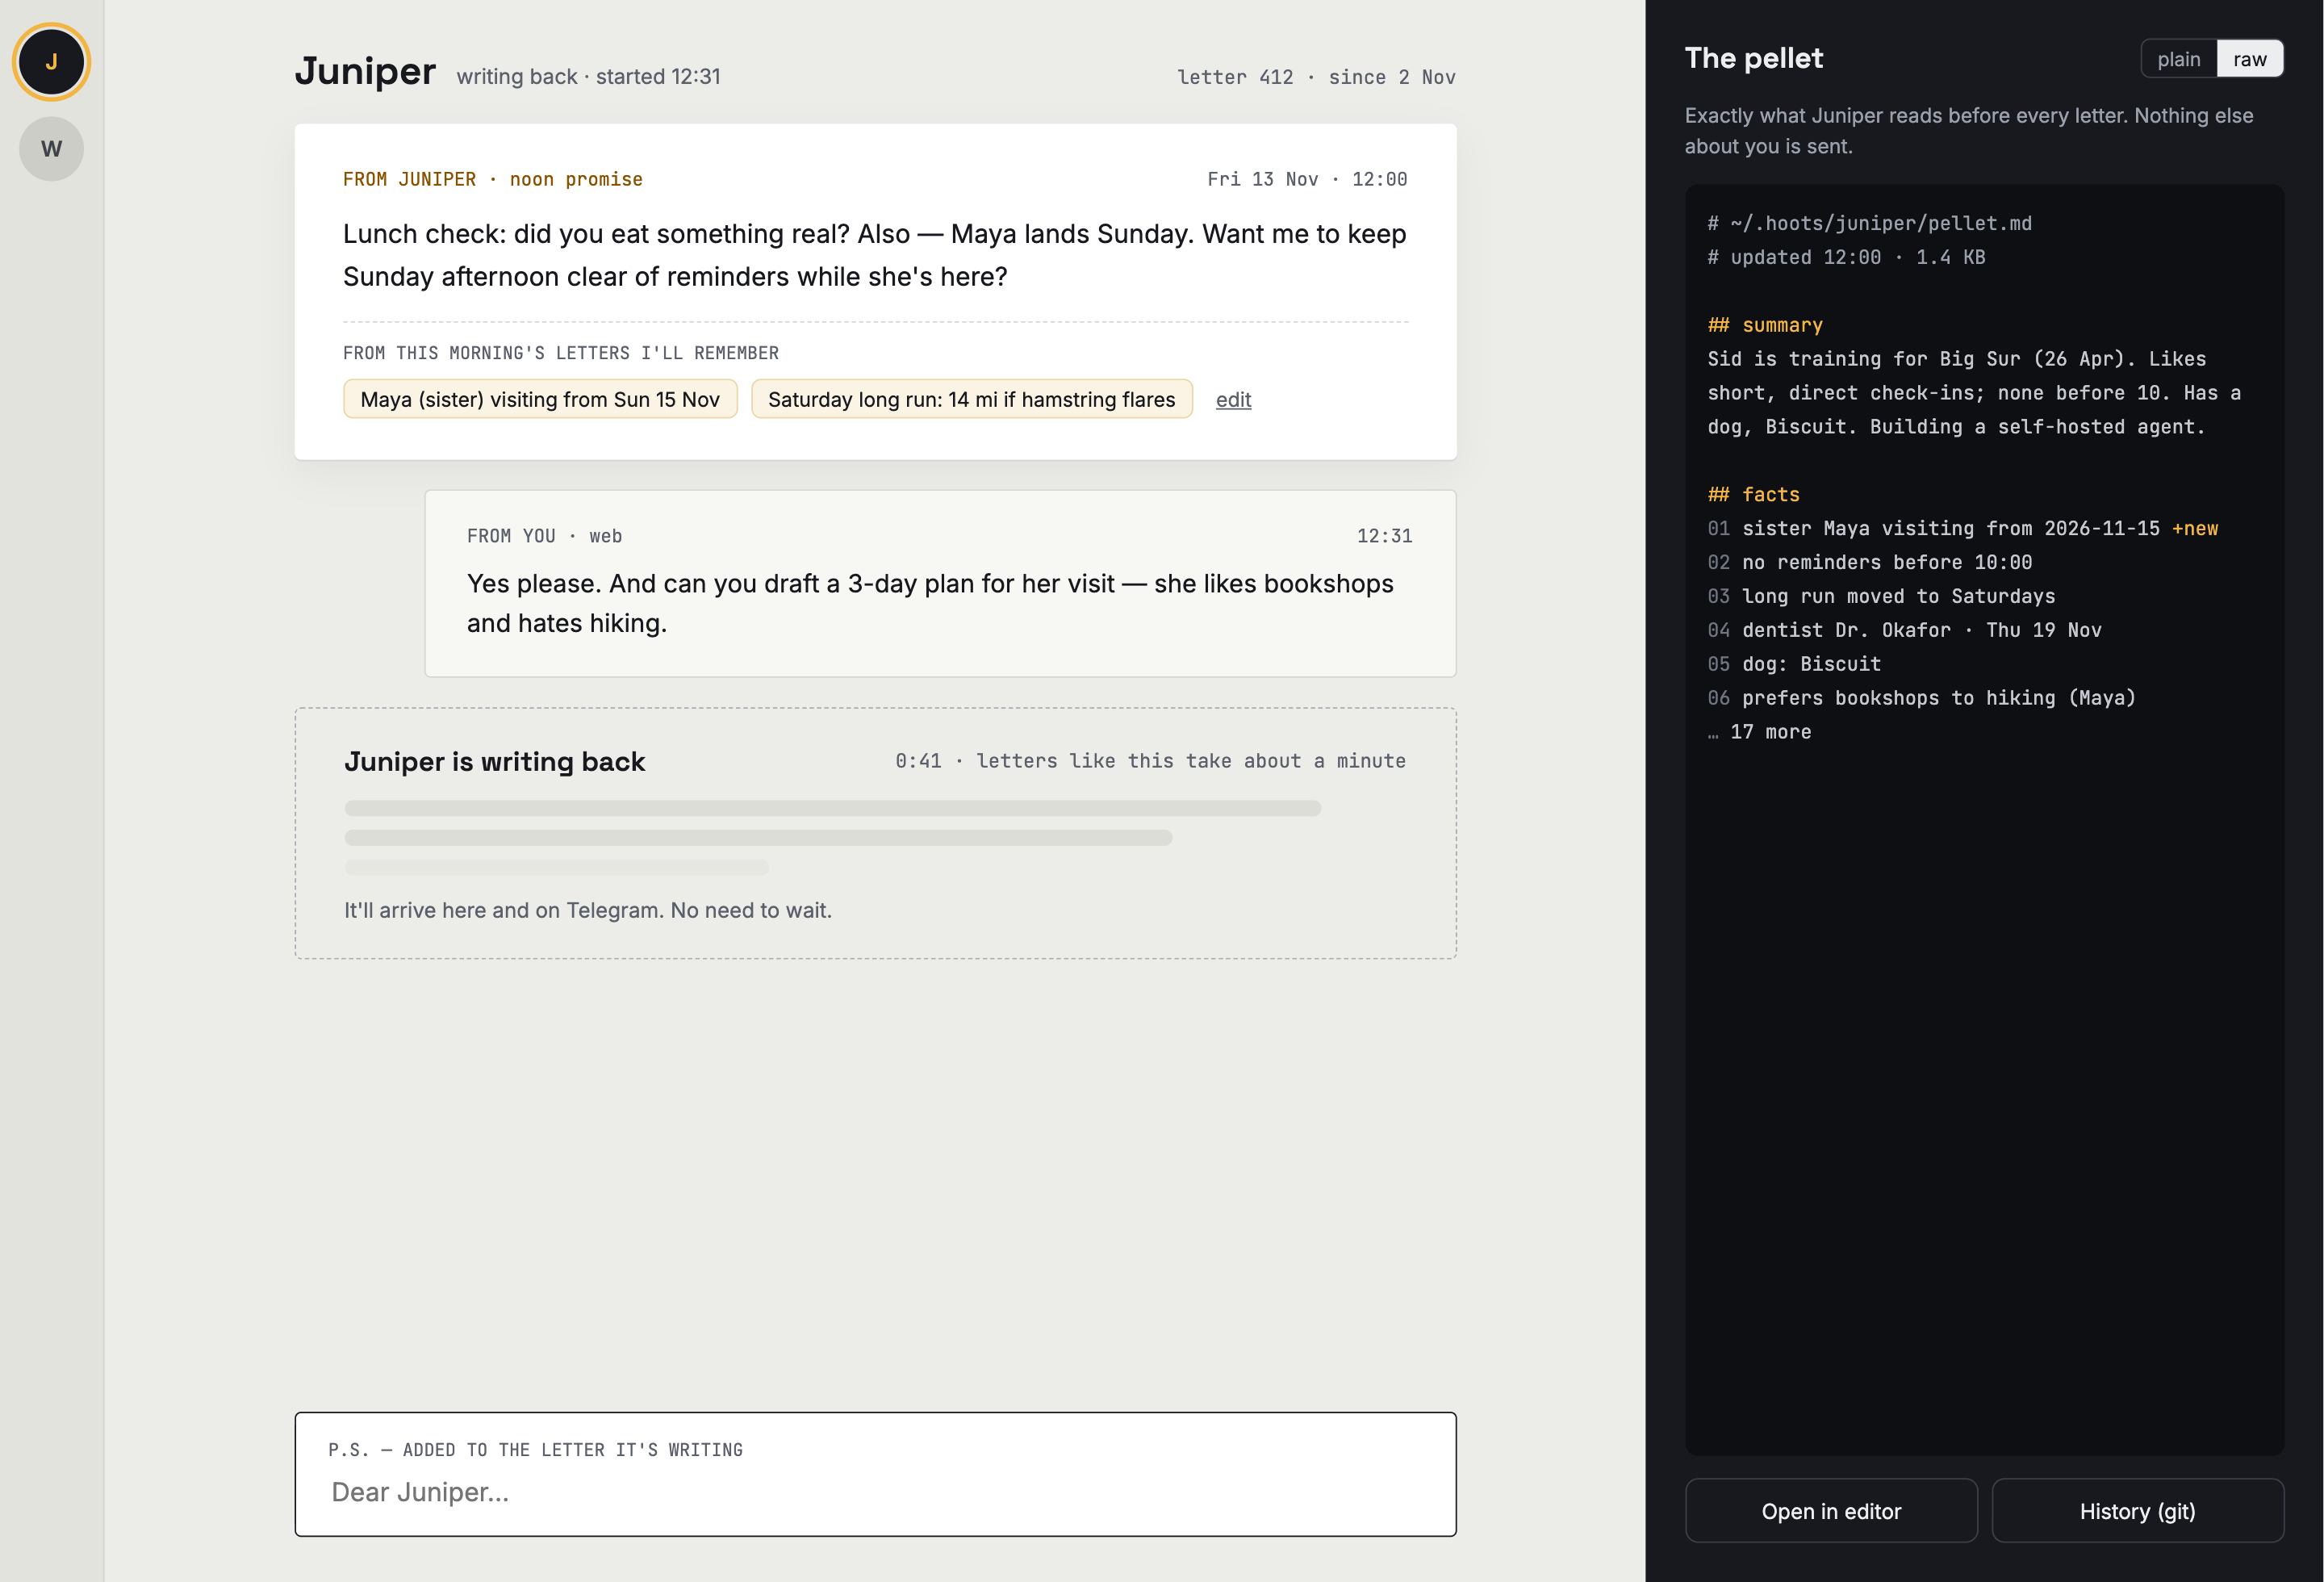 J
W
Juniper writing back · started 12:31
letter 412 · since 2 Nov
FROM JUNIPER · noon promise
Fri 13 Nov · 12:00
Lunch check: did you eat something real? Also — Maya lands Sunday. Want me to keep
Sunday afternoon clear of reminders while she's here?
FROM THIS MORNING'S LETTERS I'LL REMEMBER
Maya (sister) visiting from Sun 15 Nov
Saturday long run: 14 mi if hamstring flares
edit
FROM YOU · web
12:31
Yes please. And can you draft a 3-day plan for her visit — she likes bookshops
and hates hiking.
Juniper is writing back
0:41 · letters like this take about a minute
It'll arrive here and on Telegram. No need to wait.
P.S. — ADDED TO THE LETTER IT'S WRITING
Dear Juniper...
The pellet
plain
raw
Exactly what Juniper reads before every letter. Nothing else
about you is sent.
# ~/.hoots/juniper/pellet.md
# updated 12:00 · 1.4 KB
## summary
Sid is training for Big Sur (26 Apr). Likes
short, direct check-ins; none before 10. Has a
dog, Biscuit. Building a self-hosted agent.
## facts
01 sister Maya visiting from 2026-11-15 +new
02 no reminders before 10:00
03 long run moved to Saturdays
04 dentist Dr. Okafor · Thu 19 Nov
05 dog: Biscuit
06 prefers bookshops to hiking (Maya)
… 17 more
Open in editor
History (git)